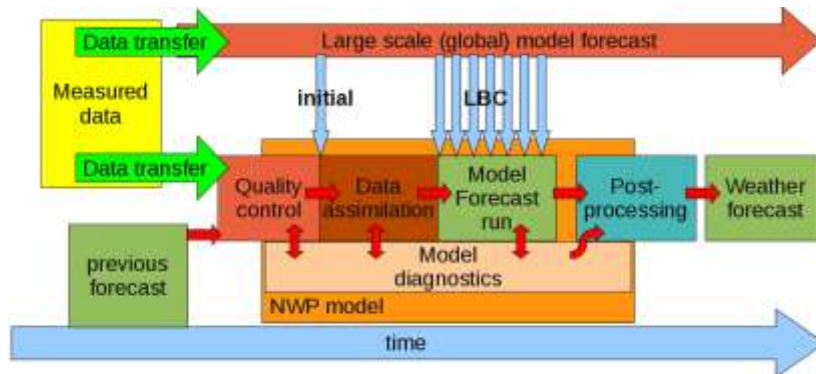 Data transfer
Large scale (global) model forecast
Measured
data
initial
LBC
Data transfer
Quality
control
Data
assimilation
Model
Forecast
run
Post-
processing
Weather
forecast
previous
forecast
Model
diagnostics
NWP model
time